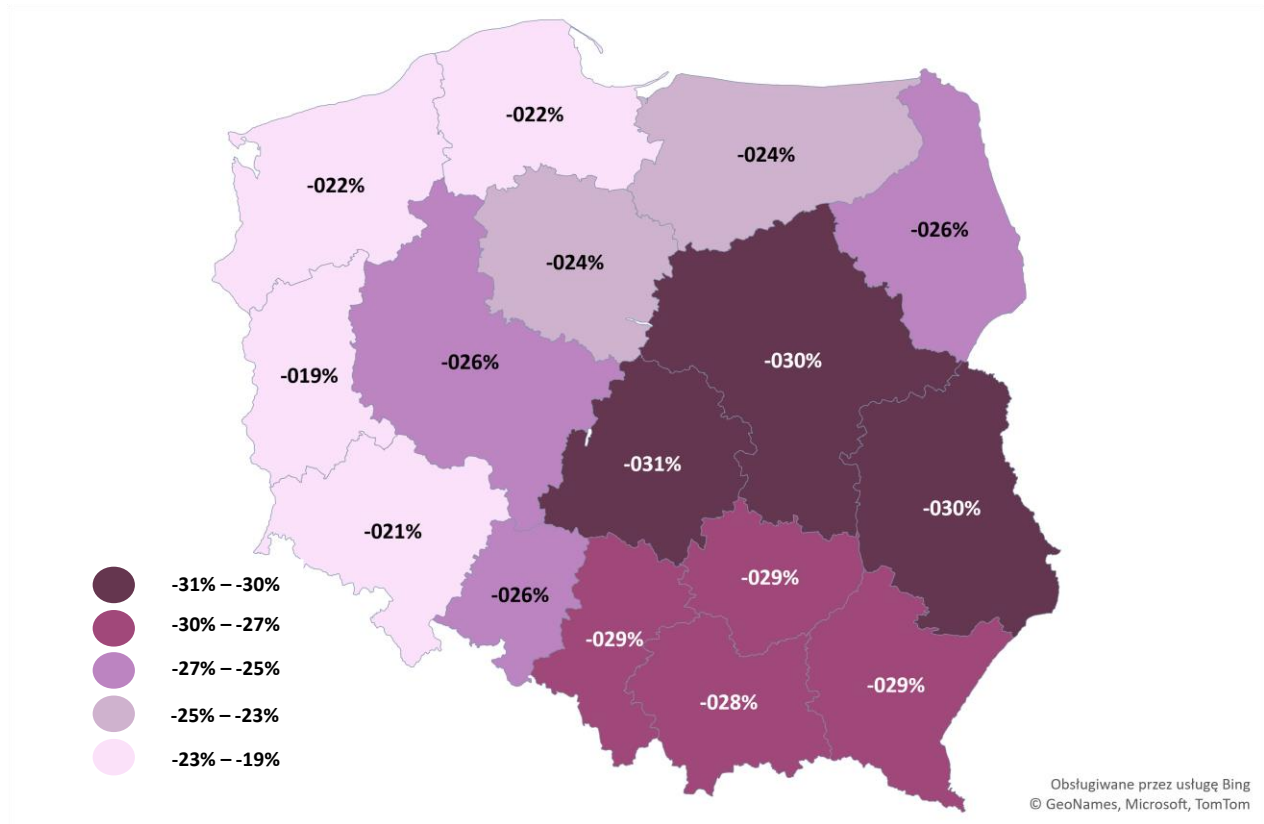 -022%
-022%
-024%
-026%
-024%
-019%
-026%
-030%
-031%
-030%
-021%
-026%
-029%
-029%
-028%
-029%
-31% – -30%
-30% – -27%
-27% – -25%
-25% – -23%
-23% – -19%
Obsługiwane przez usługę Bing
© GeoNames, Microsoft, TomTom